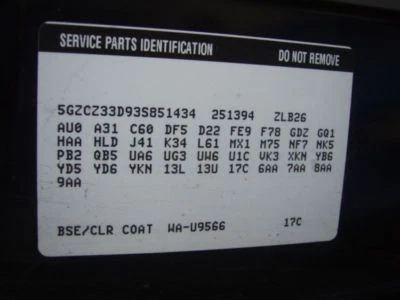 SERVICE PARTS IDENTIFICATION DO NOT REMOVE
5GZCZ33D93S851434 251394 ZLB26
AU0 A31 C60 DF5 D22 FE9 F78 GDZ GQ1
HAA HLD J41 K34 L61 MX1 M75 NF7 NK5
PB2 QB5 UA6 UG3 UW6 U1C VK3 XKN YB6
YD5 YD6 YKN 13L 13U 17C 6AA 7AA 8AA
9AA
BSE/CLR COAT WA-U9566 17C